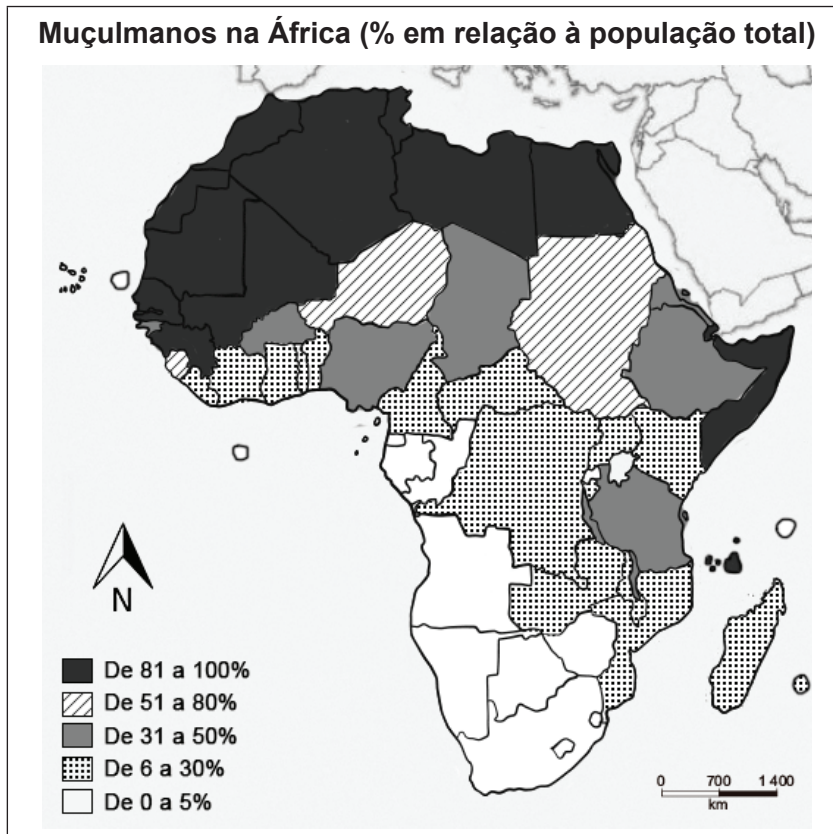 Muçulmanos na África (% em relação à população total)
N
De 81 a 100%
De 51 a 80%
De 31 a 50%
De 6 a 30%
De 0 a 5%
0 700 1 400
km